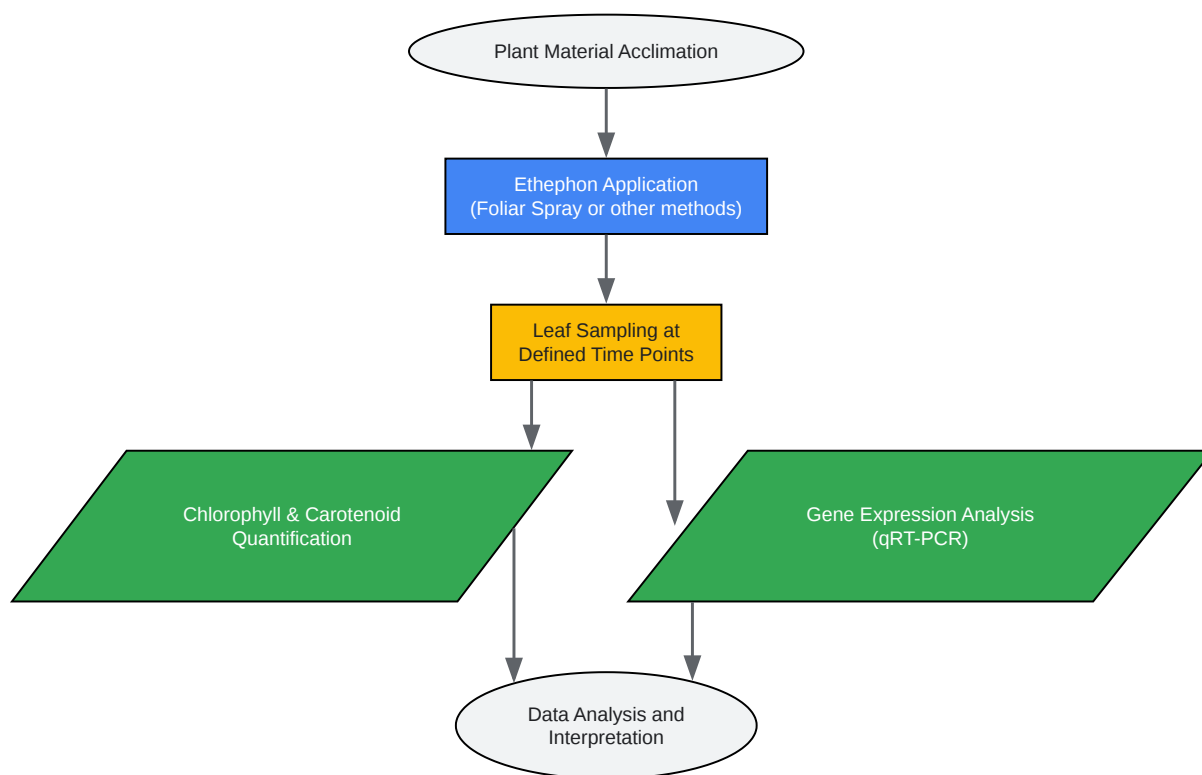 Plant Material Acclimation
Ethephon Application
(Foliar Spray or other methods)
Leaf Sampling at
Defined Time Points
Chlorophyll & Carotenoid
Quantification
Gene Expression Analysis
(qRT-PCR)
Data Analysis and
Interpretation